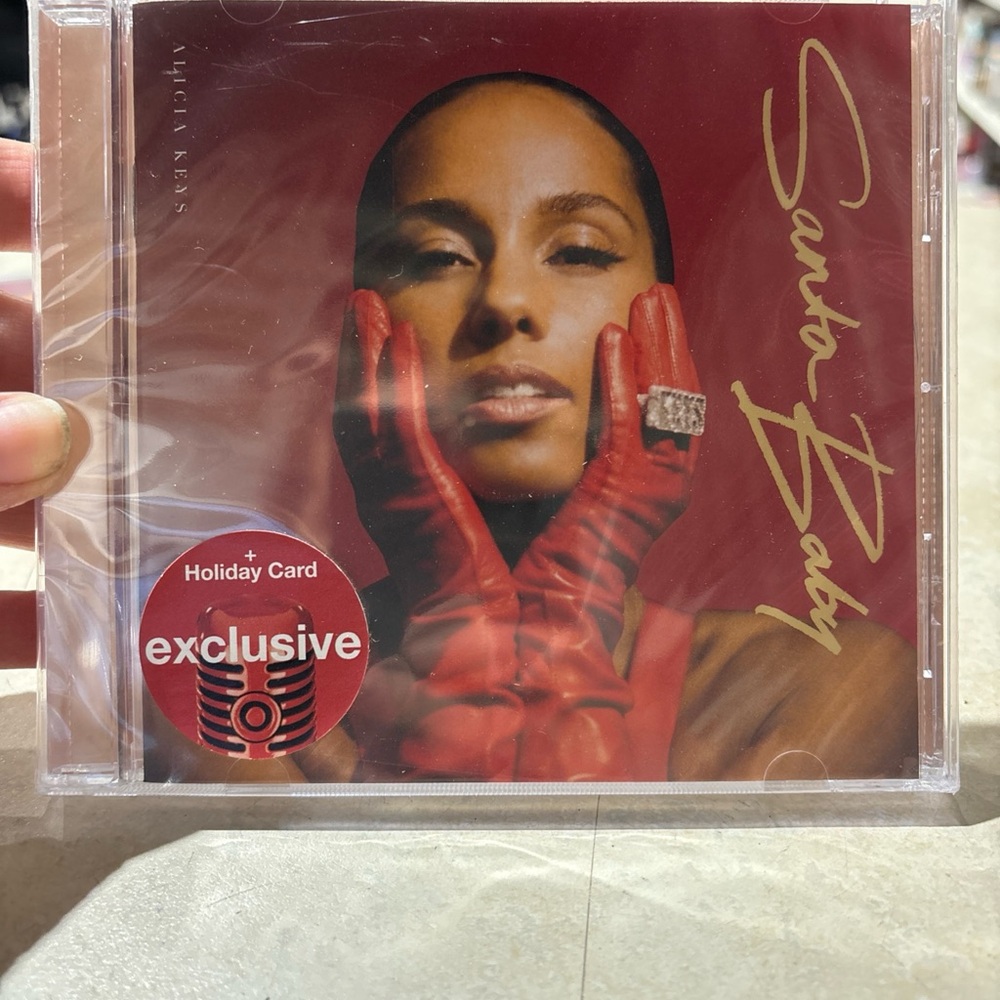 ALICIA KEYS
Santa Baby
+
Holiday Card
exclusive